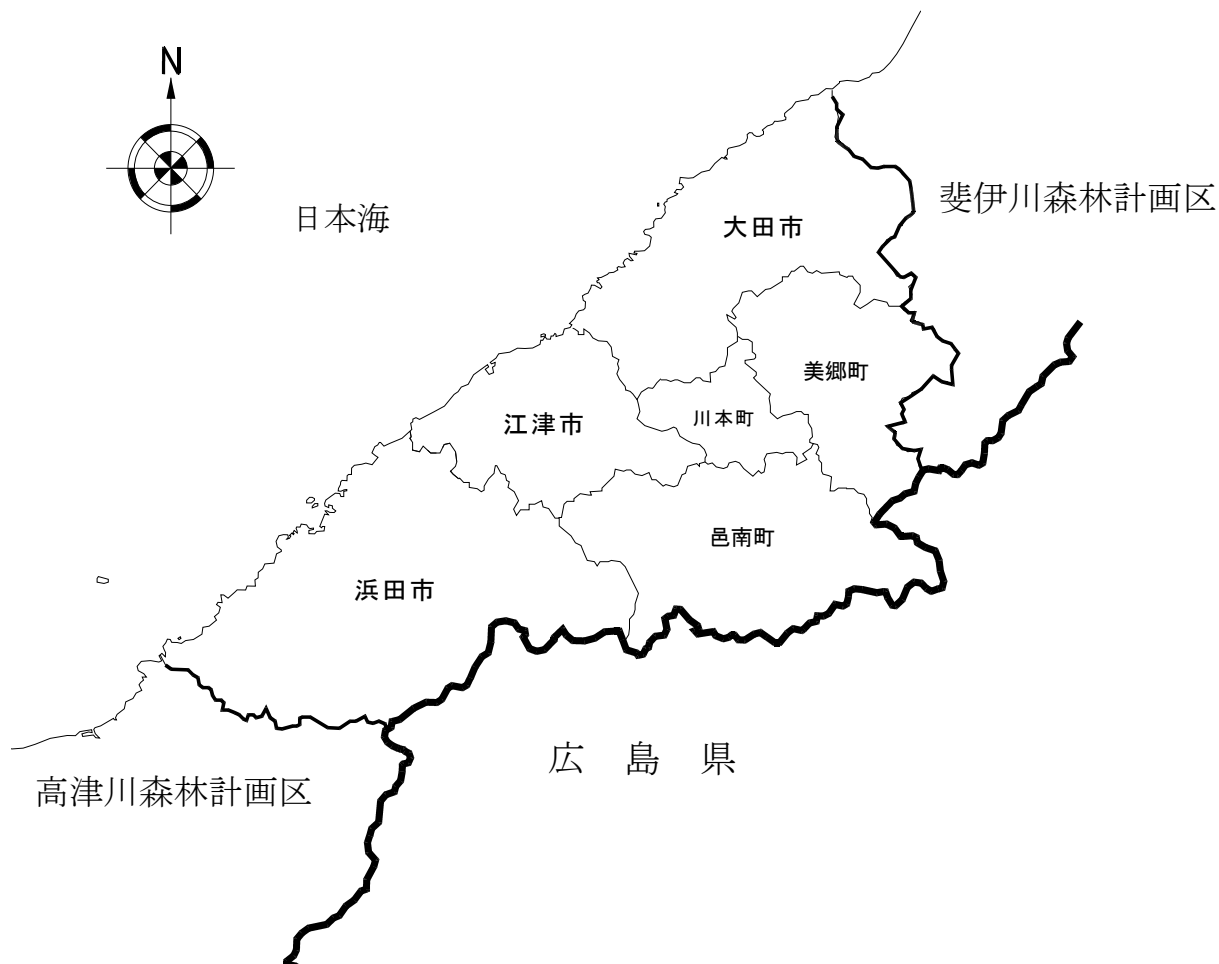 N
日本海
斐伊川森林計画区
大田市
美郷町
川本町
江津市
邑南町
浜田市
広島県
高津川森林計画区